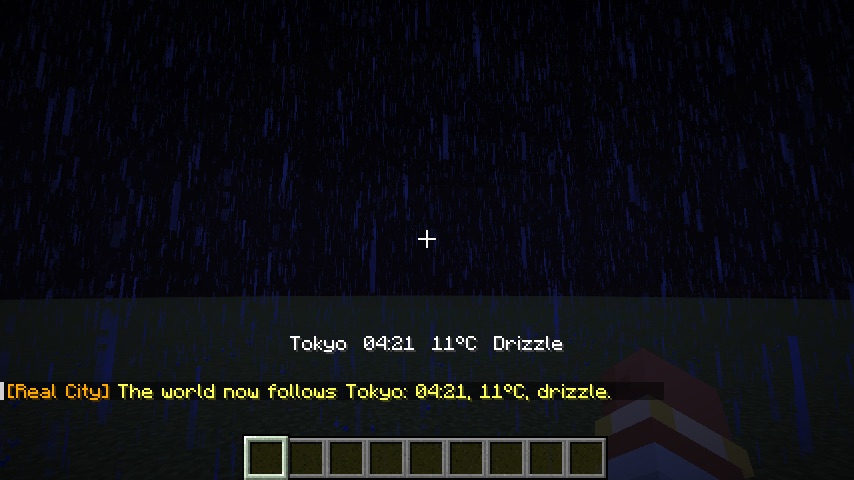 Tokyo 04:21 11°C Drizzle
[Real City] The world now follows Tokyo: 04:21, 11°C, drizzle.